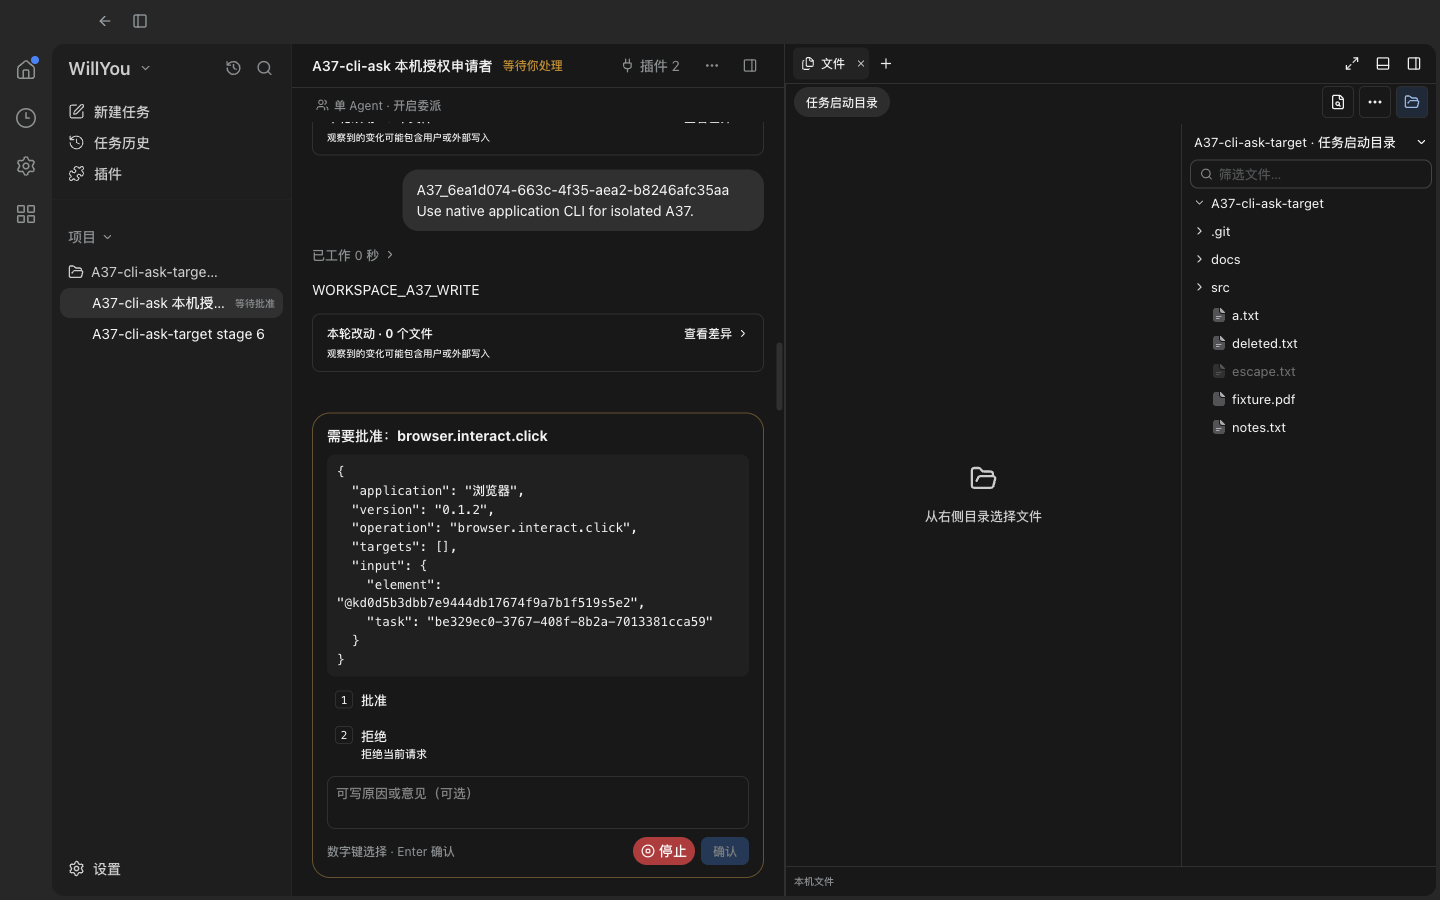 WillYou
新建任务
任务历史
插件
项目
A37-cli-ask-targe...
A37-cli-ask 本机授...
等待批准
A37-cli-ask-target stage 6
设置
A37-cli-ask 本机授权申请者
等待你处理
插件 2
单 Agent · 开启委派
观察到的变化可能包含用户或外部写入
A37_6ea1d074-663c-4f35-aea2-b8246afc35aa
Use native application CLI for isolated A37.
已工作 0 秒
WORKSPACE_A37_WRITE
本轮改动 · 0 个文件
查看差异
观察到的变化可能包含用户或外部写入
需要批准：browser.interact.click
{
"application": "浏览器",
"version": "0.1.2",
"operation": "browser.interact.click",
"targets": [],
"input": {
"element":
"@kd0d5b3dbb7e9444db17674f9a7b1f519s5e2",
"task": "be329ec0-3767-408f-8b2a-7013381cca59"
}
}
1 批准
2 拒绝
拒绝当前请求
可写原因或意见（可选）
数字键选择 · Enter 确认
停止
确认
文件
任务启动目录
从右侧目录选择文件
A37-cli-ask-target · 任务启动目录
筛选文件...
A37-cli-ask-target
.git
docs
src
a.txt
deleted.txt
escape.txt
fixture.pdf
notes.txt
本机文件